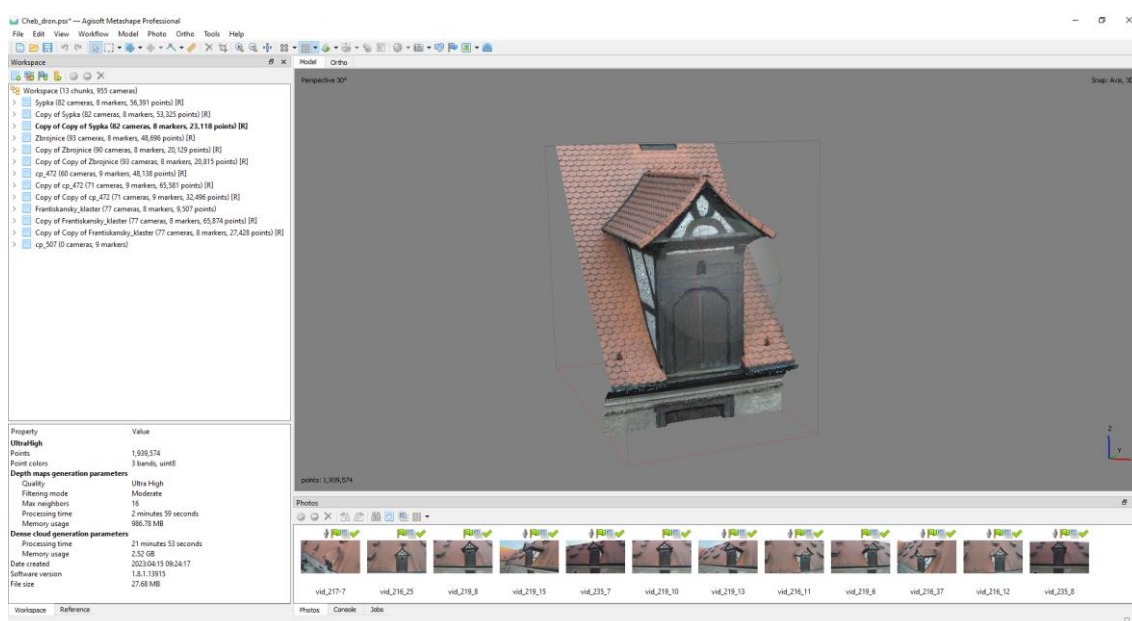 Cheb_dron.psx* — Agisoft Metashape Professional
File Edit View Workflow Model Photo Ortho Tools Help
Workspace
Model Ortho
Perspective 30°
Snap: Axis, 3D
Workspace (13 chunks, 955 cameras)
Sypka (82 cameras, 8 markers, 56,391 points) [R]
Copy of Sypka (82 cameras, 8 markers, 53,325 points) [R]
Copy of Copy of Sypka (82 cameras, 8 markers, 23,118 points) [R]
Zbrojnice (93 cameras, 8 markers, 48,696 points) [R]
Copy of Zbrojnice (90 cameras, 8 markers, 20,129 points) [R]
Copy of Copy of Zbrojnice (93 cameras, 8 markers, 20,815 points) [R]
cp_472 (60 cameras, 9 markers, 48,138 points) [R]
Copy of cp_472 (71 cameras, 9 markers, 65,581 points) [R]
Copy of Copy of cp_472 (71 cameras, 9 markers, 32,496 points) [R]
Frantiskansky_klaster (77 cameras, 8 markers, 9,507 points)
Copy of Frantiskansky_klaster (77 cameras, 8 markers, 65,874 points) [R]
Copy of Copy of Frantiskansky_klaster (77 cameras, 8 markers, 27,428 points) [R]
cp_507 (0 cameras, 9 markers)
Z
Y
points: 1,939,574
Property Value
UltraHigh
Points 1,939,574
Point colors 3 bands, uint8
Depth maps generation parameters
Quality Ultra High
Filtering mode Moderate
Max neighbors 16
Processing time 2 minutes 59 seconds
Memory usage 986.78 MB
Dense cloud generation parameters
Processing time 21 minutes 53 seconds
Memory usage 2.52 GB
Date created 2023:04:15 09:24:17
Software version 1.8.1.13915
File size 27.68 MB
Workspace Reference
Photos
vid_217-7 vid_216_25 vid_219_8 vid_219_15 vid_235_7 vid_219_10 vid_219_13 vid_216_11 vid_219_6 vid_216_37 vid_216_12 vid_235_8
Photos Console Jobs